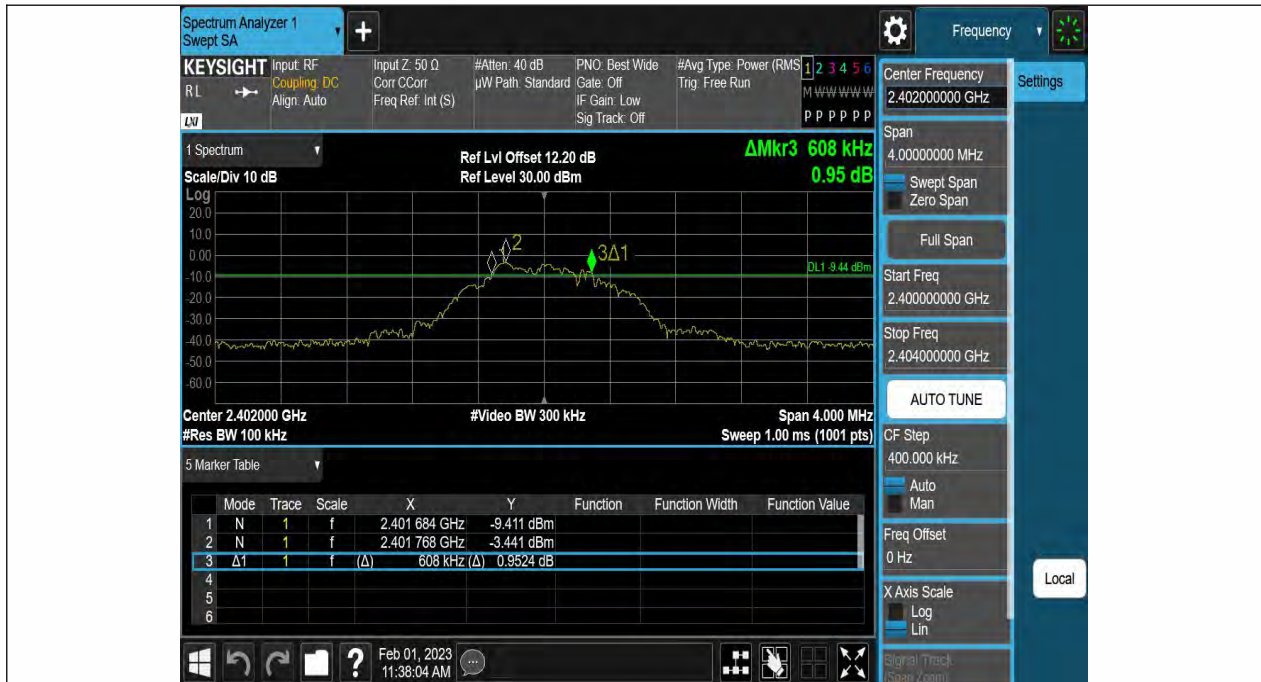 Spectrum Analyzer 1
Swept SA
+
Frequency
KEYSIGHT
RL
LXI
Input: RF
Coupling: DC
Align: Auto
Input Z: 50 Ω
Corr CCorr
Freq Ref: Int (S)
#Atten: 40 dB
µW Path: Standard
PNO: Best Wide
Gate: Off
IF Gain: Low
Sig Track: Off
#Avg Type: Power (RMS
Trig: Free Run
1 2 3 4 5 6
M W W W W W
P P P P P P
1 Spectrum
Scale/Div 10 dB
Ref Lvl Offset 12.20 dB
Ref Level 30.00 dBm
ΔMkr3 608 kHz
0.95 dB
Log
20.0
10.0
0.00
-10.0
-20.0
-30.0
-40.0
-50.0
-60.0
2
3Δ1
DL1 -9.44 dBm
Center 2.402000 GHz
#Video BW 300 kHz
Span 4.000 MHz
#Res BW 100 kHz
Sweep 1.00 ms (1001 pts)
5 Marker Table
Mode Trace Scale X Y Function Function Width Function Value
1 N 1 f 2.401 684 GHz -9.411 dBm
2 N 1 f 2.401 768 GHz -3.441 dBm
3 Δ1 1 f (Δ) 608 kHz (Δ) 0.9524 dB
4
5
6
?
Feb 01, 2023
11:38:04 AM
Center Frequency
2.402000000 GHz
Span
4.00000000 MHz
Swept Span
Zero Span
Full Span
Start Freq
2.400000000 GHz
Stop Freq
2.404000000 GHz
AUTO TUNE
CF Step
400.000 kHz
Auto
Man
Freq Offset
0 Hz
X Axis Scale
Log
Lin
Signal Track
(Span Zoom)
Settings
Local